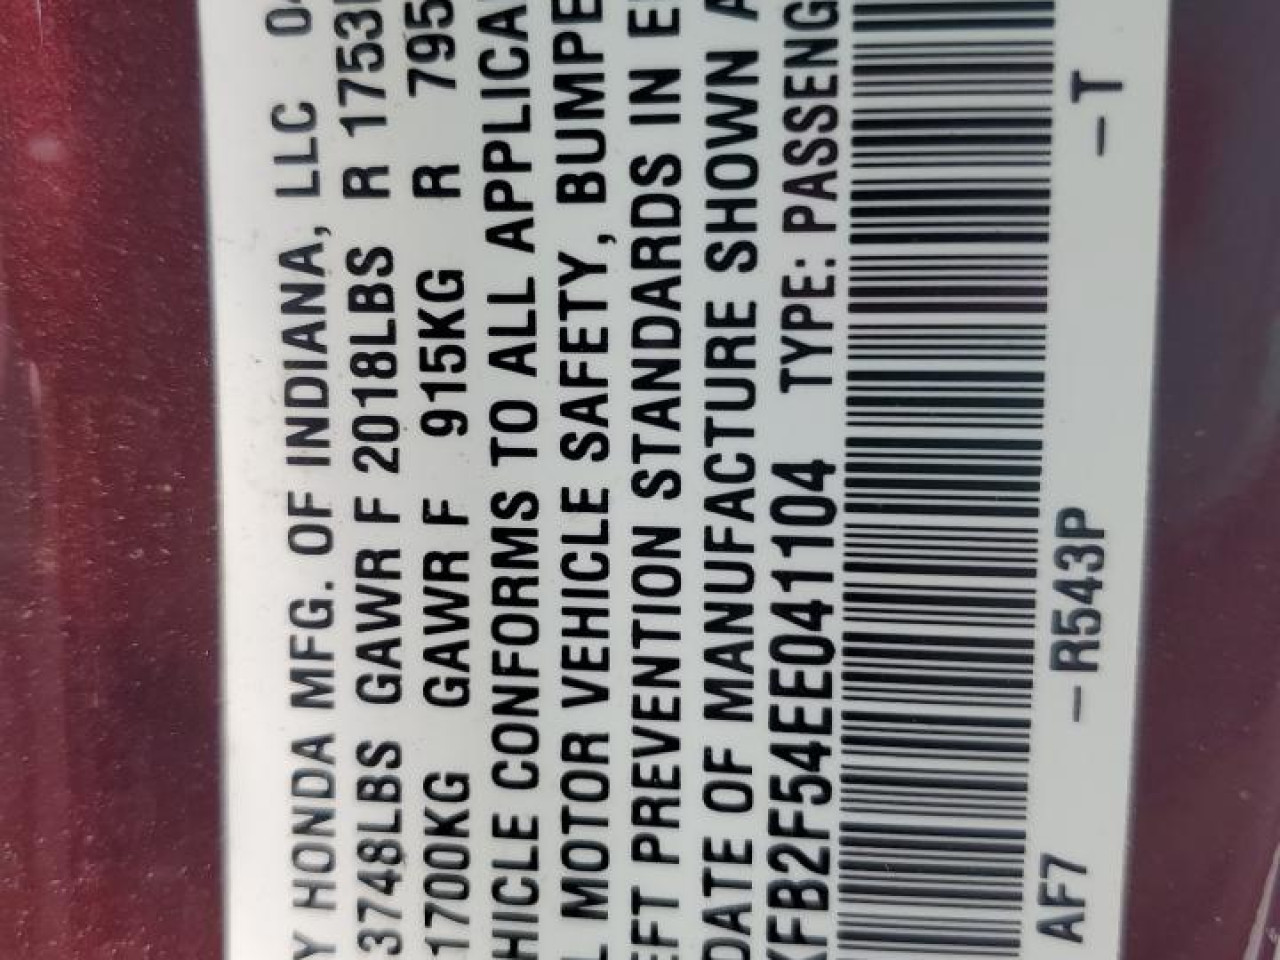 Y HONDA MFG. OF INDIANA, LLC 04
3748LBS GAWR F 2018LBS R 1753
1700KG GAWR F 915KG R 795
HICLE CONFORMS TO ALL APPLICA
L MOTOR VEHICLE SAFETY, BUMPE
EFT PREVENTION STANDARDS IN E
DATE OF MANUFACTURE SHOWN A
XFB2F54EE041104 TYPE: PASSENG
AF7 -R543P -T